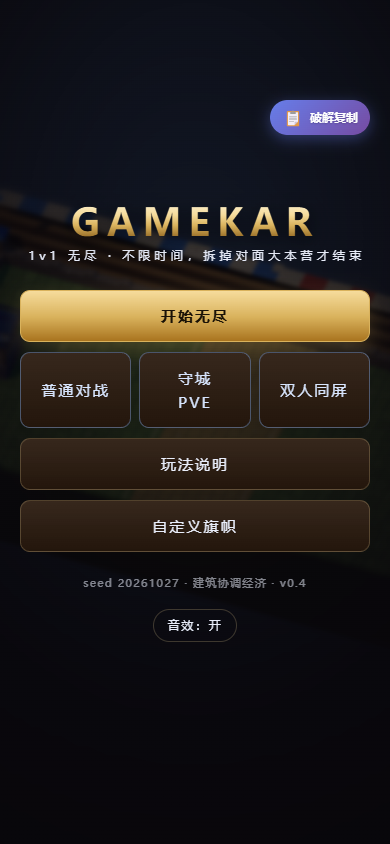 破解复制
GAMEKAR
1v1 无尽 · 不限时间，拆掉对面大本营才结束
开始无尽
普通对战
守城
PVE
双人同屏
玩法说明
自定义旗帜
seed 20261027 · 建筑协调经济 · v0.4
音效：开